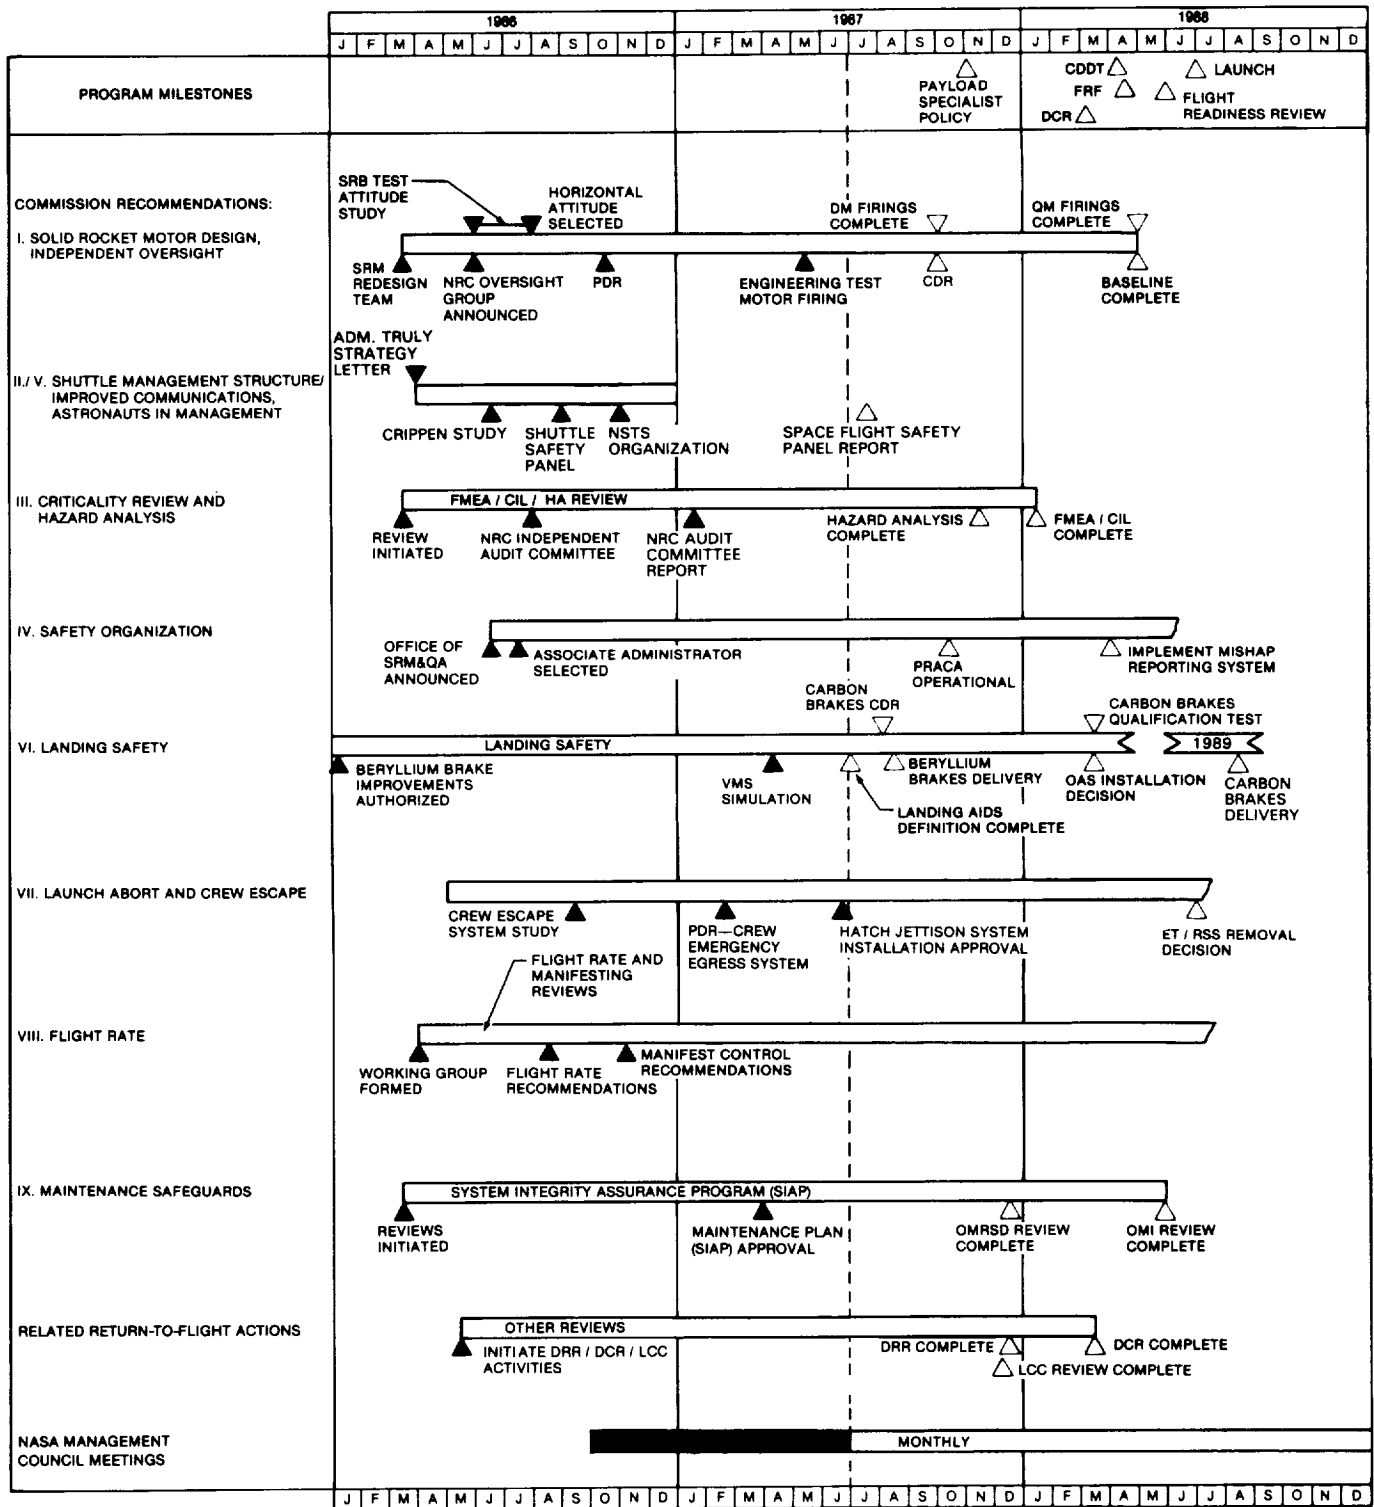 1986 1987 1988
J F M A M J J A S O N D J F M A M J J A S O N D J F M A M J J A S O N D
PROGRAM MILESTONES
PAYLOAD
SPECIALIST
POLICY
CDDT
LAUNCH
FRF
FLIGHT
READINESS REVIEW
DCR
COMMISSION RECOMMENDATIONS:
I. SOLID ROCKET MOTOR DESIGN,
INDEPENDENT OVERSIGHT
SRB TEST
ATTITUDE
STUDY
HORIZONTAL
ATTITUDE
SELECTED
DM FIRINGS
COMPLETE
QM FIRINGS
COMPLETE
SRM
REDESIGN
TEAM
NRC OVERSIGHT
GROUP
ANNOUNCED
PDR
ENGINEERING TEST
MOTOR FIRING
CDR
BASELINE
COMPLETE
II./ V. SHUTTLE MANAGEMENT STRUCTURE/
IMPROVED COMMUNICATIONS,
ASTRONAUTS IN MANAGEMENT
ADM. TRULY
STRATEGY
LETTER
CRIPPEN STUDY
SHUTTLE
SAFETY
PANEL
NSTS
ORGANIZATION
SPACE FLIGHT SAFETY
PANEL REPORT
III. CRITICALITY REVIEW AND
HAZARD ANALYSIS
FMEA / CIL / HA REVIEW
REVIEW
INITIATED
NRC INDEPENDENT
AUDIT COMMITTEE
NRC AUDIT
COMMITTEE
REPORT
HAZARD ANALYSIS
COMPLETE
FMEA / CIL
COMPLETE
IV. SAFETY ORGANIZATION
OFFICE OF
SRM&QA
ANNOUNCED
ASSOCIATE ADMINISTRATOR
SELECTED
PRACA
OPERATIONAL
IMPLEMENT MISHAP
REPORTING SYSTEM
VI. LANDING SAFETY
CARBON
BRAKES CDR
CARBON BRAKES
QUALIFICATION TEST
LANDING SAFETY
1989
BERYLLIUM BRAKE
IMPROVEMENTS
AUTHORIZED
VMS
SIMULATION
LANDING AIDS
DEFINITION COMPLETE
BERYLLIUM
BRAKES DELIVERY
OAS INSTALLATION
DECISION
CARBON
BRAKES
DELIVERY
VII. LAUNCH ABORT AND CREW ESCAPE
CREW ESCAPE
SYSTEM STUDY
PDR—CREW
EMERGENCY
EGRESS SYSTEM
HATCH JETTISON SYSTEM
INSTALLATION APPROVAL
ET / RSS REMOVAL
DECISION
VIII. FLIGHT RATE
FLIGHT RATE AND
MANIFESTING
REVIEWS
WORKING GROUP
FORMED
FLIGHT RATE
RECOMMENDATIONS
MANIFEST CONTROL
RECOMMENDATIONS
IX. MAINTENANCE SAFEGUARDS
SYSTEM INTEGRITY ASSURANCE PROGRAM (SIAP)
REVIEWS
INITIATED
MAINTENANCE PLAN
(SIAP) APPROVAL
OMRSD REVIEW
COMPLETE
OMI REVIEW
COMPLETE
RELATED RETURN-TO-FLIGHT ACTIONS
OTHER REVIEWS
INITIATE DRR / DCR / LCC
ACTIVITIES
DRR COMPLETE
DCR COMPLETE
LCC REVIEW COMPLETE
NASA MANAGEMENT
COUNCIL MEETINGS
MONTHLY
J F M A M J J A S O N D J F M A M J J A S O N D J F M A M J J A S O N D